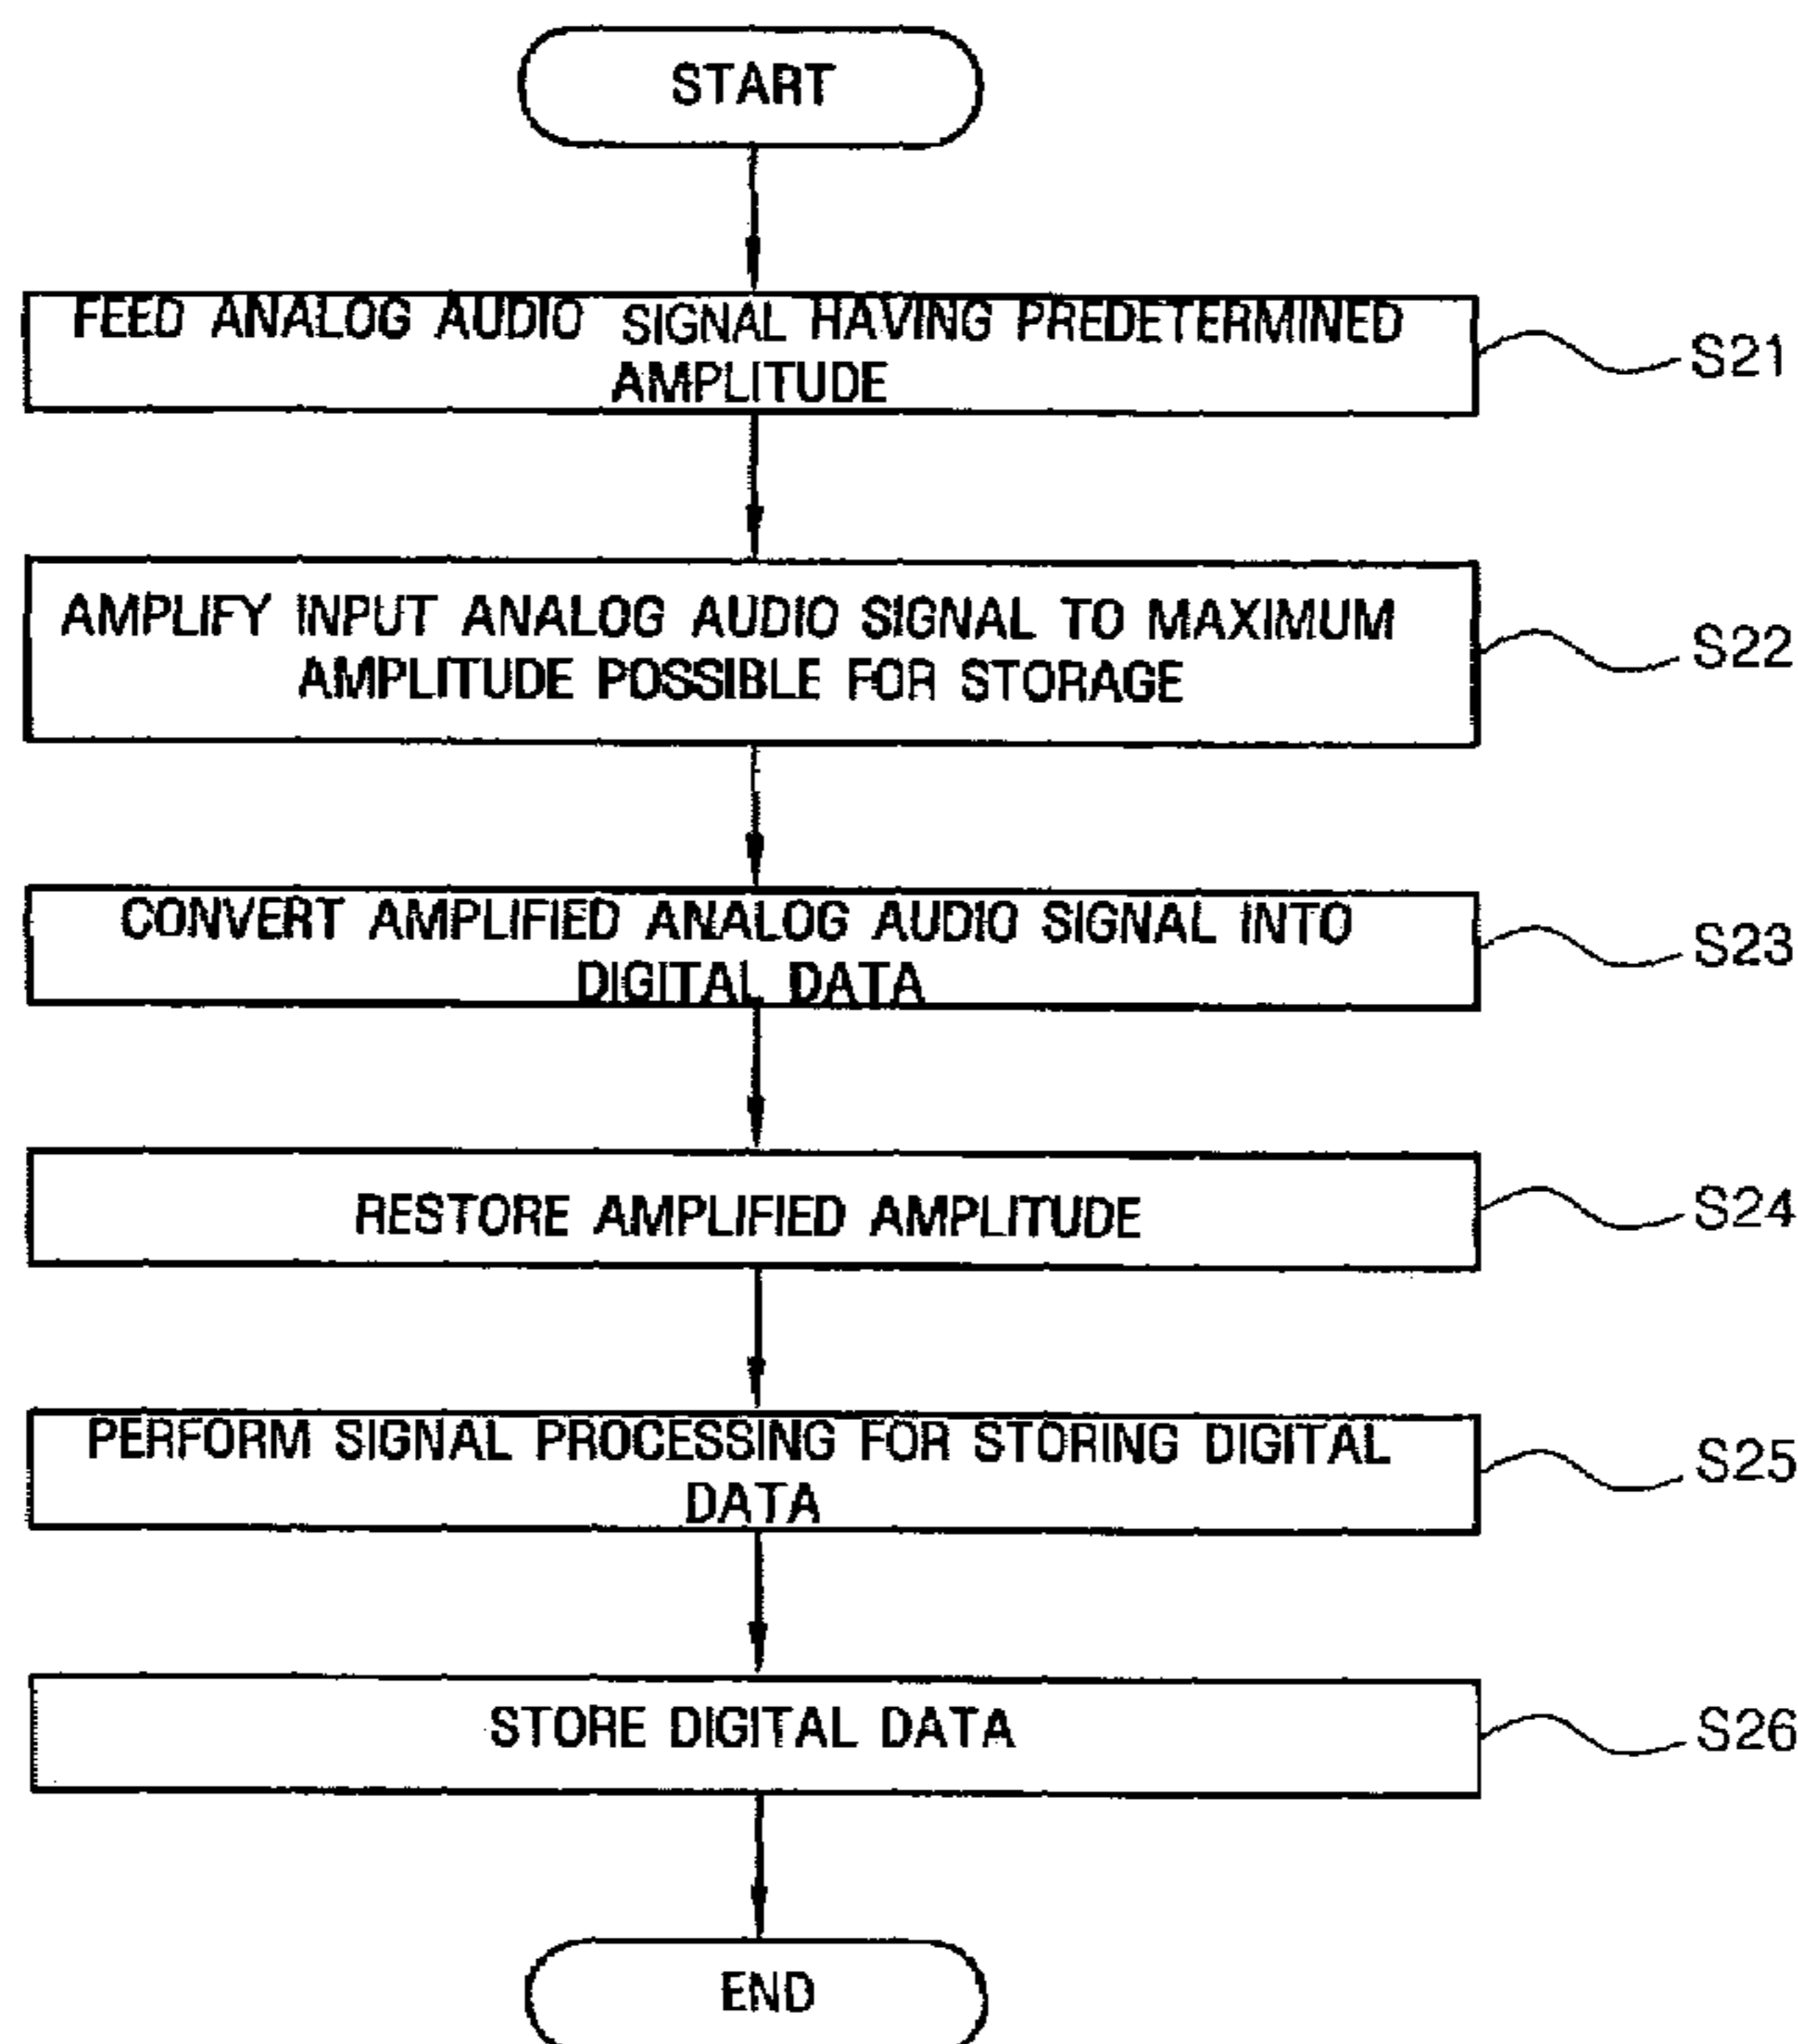 START
FEED ANALOG AUDIO SIGNAL HAVING PREDETERMINED
AMPLITUDE
S21
AMPLIFY INPUT ANALOG AUDIO SIGNAL TO MAXIMUM
AMPLITUDE POSSIBLE FOR STORAGE
S22
CONVERT AMPLIFIED ANALOG AUDIO SIGNAL INTO
DIGITAL DATA
S23
RESTORE AMPLIFIED AMPLITUDE
S24
PERFORM SIGNAL PROCESSING FOR STORING DIGITAL
DATA
S25
STORE DIGITAL DATA
S26
END